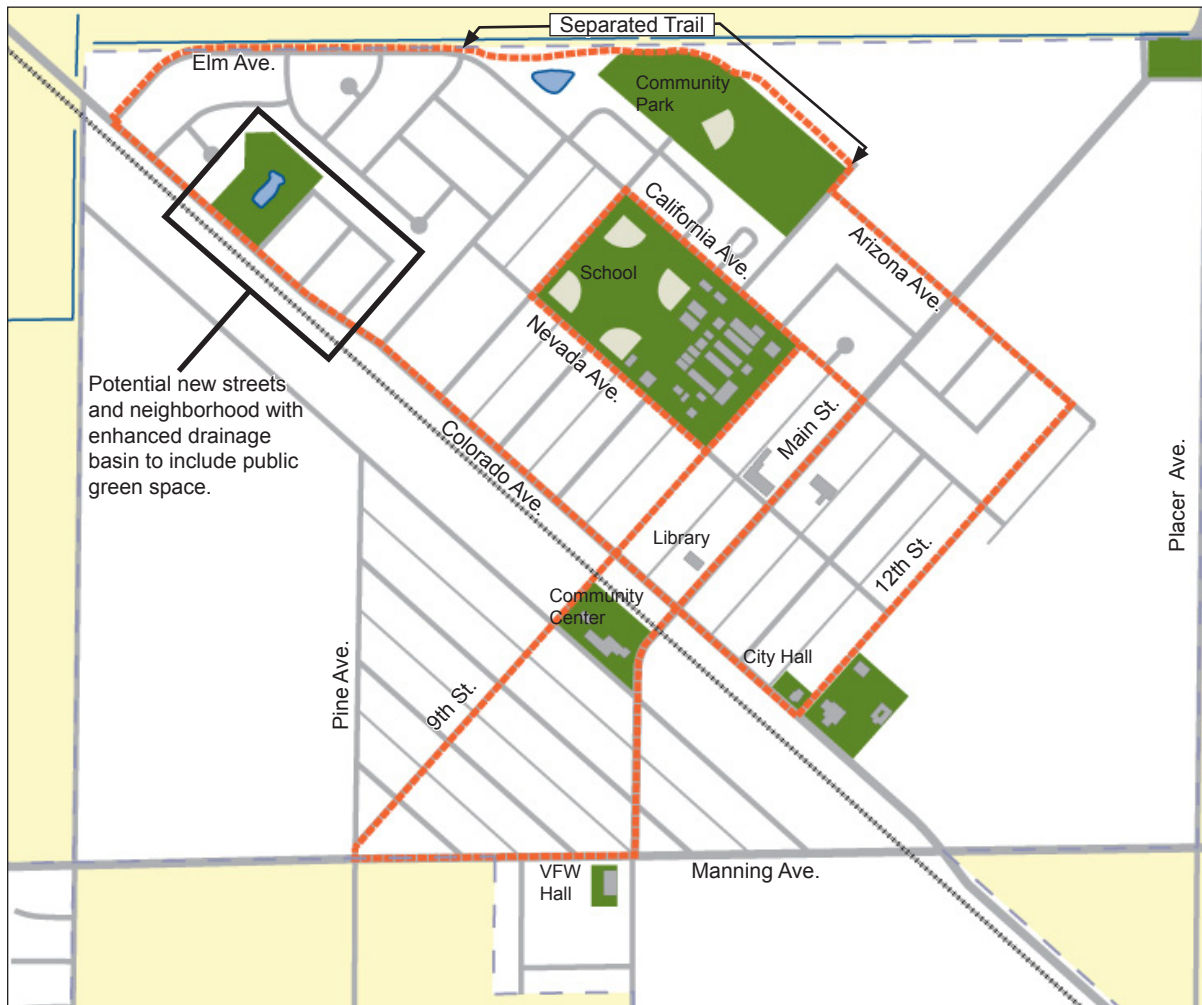 Separated Trail
Elm Ave.
Community
Park
California Ave.
Arizona Ave.
School
Nevada Ave.
Potential new streets
and neighborhood with
enhanced drainage
basin to include public
green space.
Colorado Ave.
Main St.
Placer Ave.
Library
12th St.
Community
Center
City Hall
Pine Ave.
9th St.
VFW
Hall
Manning Ave.